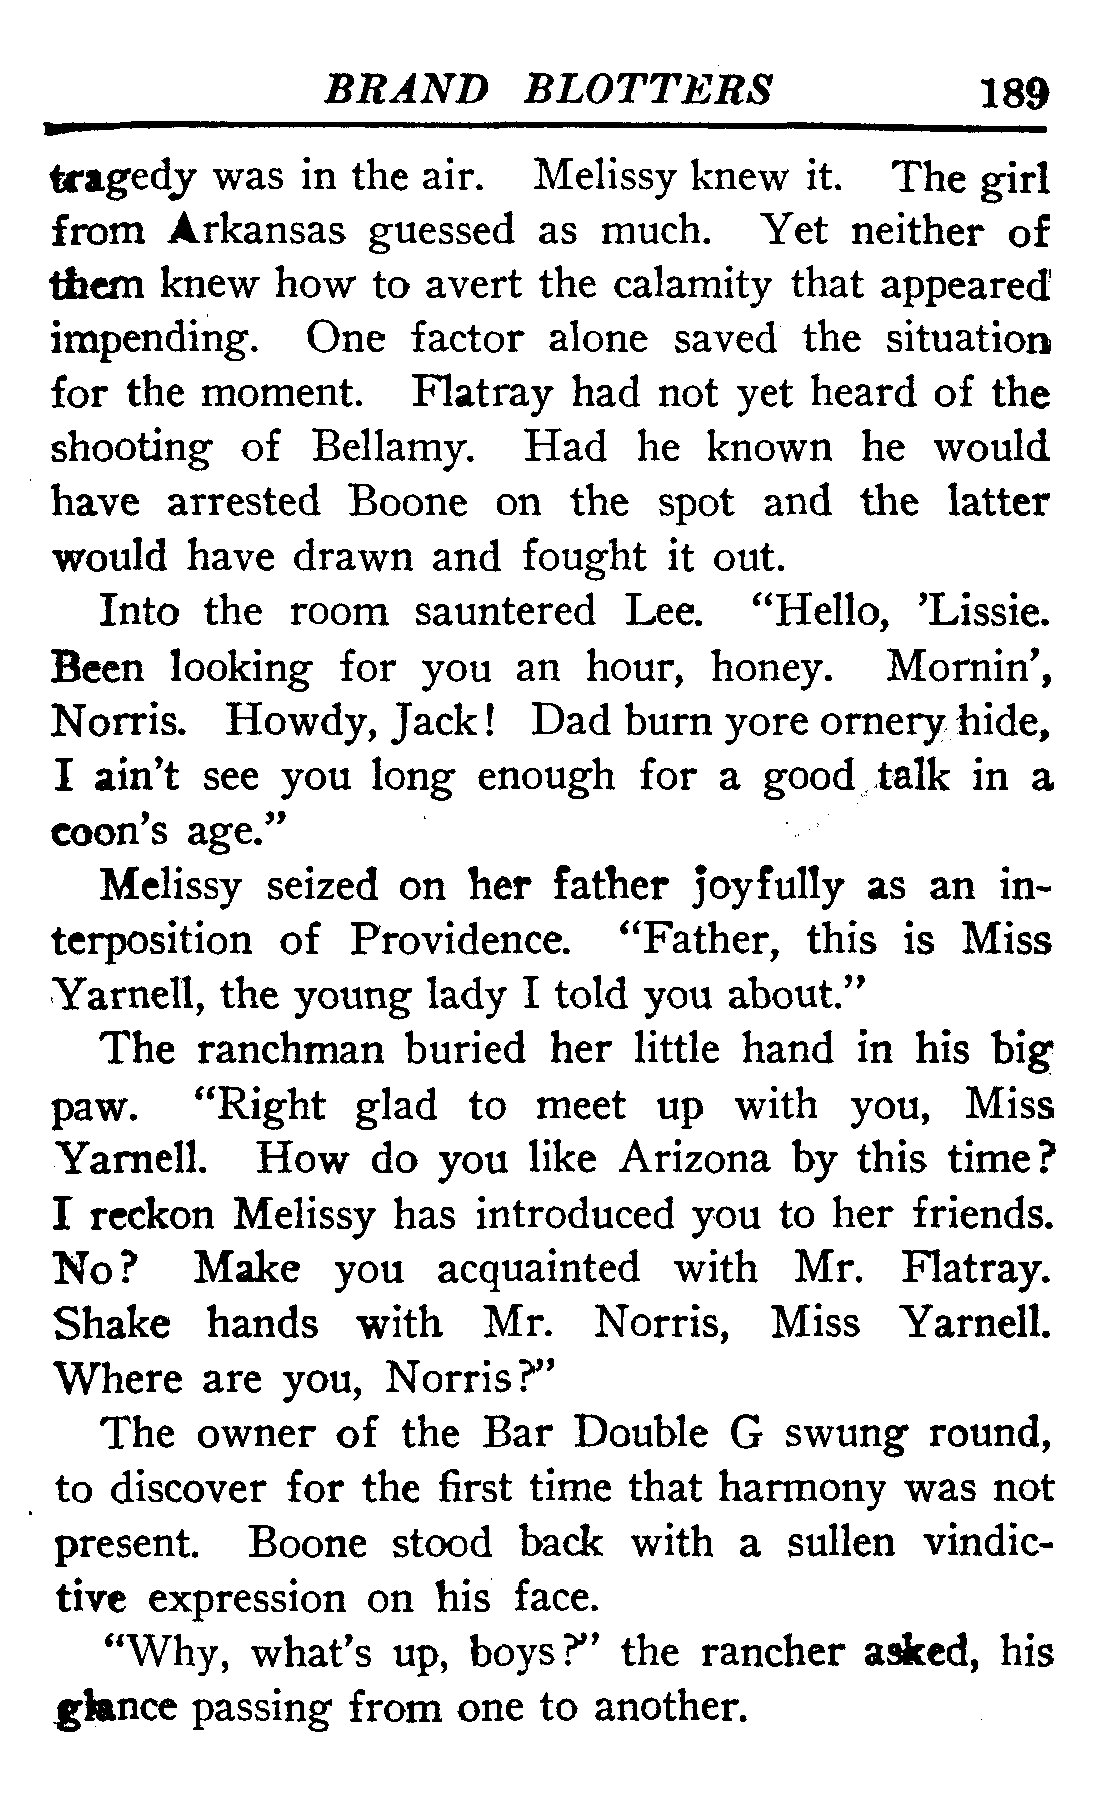 BRAND BLOTTERS 189
tragedy was in the air. Melissy knew it. The girl
from Arkansas guessed as much. Yet neither of
them knew how to avert the calamity that appeared
impending. One factor alone saved the situation
for the moment. Flatray had not yet heard of the
shooting of Bellamy. Had he known he would
have arrested Boone on the spot and the latter
would have drawn and fought it out.
Into the room sauntered Lee. “Hello, ’Lissie.
Been looking for you an hour, honey. Mornin’,
Norris. Howdy, Jack! Dad burn yore ornery hide,
I ain’t see you long enough for a good talk in a
coon’s age.”
Melissy seized on her father joyfully as an in-
terposition of Providence. “Father, this is Miss
Yarnell, the young lady I told you about.”
The ranchman buried her little hand in his big
paw. “Right glad to meet up with you, Miss
Yarnell. How do you like Arizona by this time?
I reckon Melissy has introduced you to her friends.
No? Make you acquainted with Mr. Flatray.
Shake hands with Mr. Norris, Miss Yarnell.
Where are you, Norris?”
The owner of the Bar Double G swung round,
to discover for the first time that harmony was not
present. Boone stood back with a sullen vindic-
tive expression on his face.
“Why, what’s up, boys?” the rancher asked, his
glance passing from one to another.